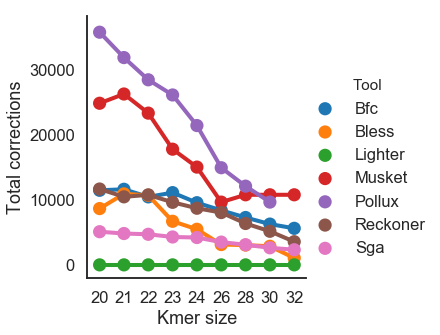 Total corrections
30000
20000
10000
0
20 21 22 23 24 26 28 30 32
Kmer size
Tool
Bfc
Bless
Lighter
Musket
Pollux
Reckoner
Sga